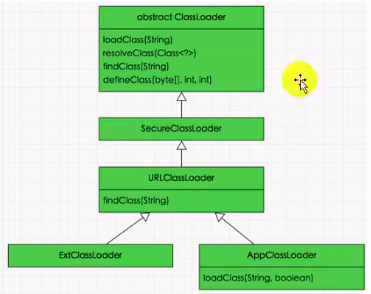 abstract ClassLoader
loadClass(String)
resolveClass(Class<?>)
findClass(String)
defineClass(byte[], int, int)
SecureClassLoader
URLClassLoader
findClass(String)
ExtClassLoader
AppClassLoader
loadClass(String, boolean)